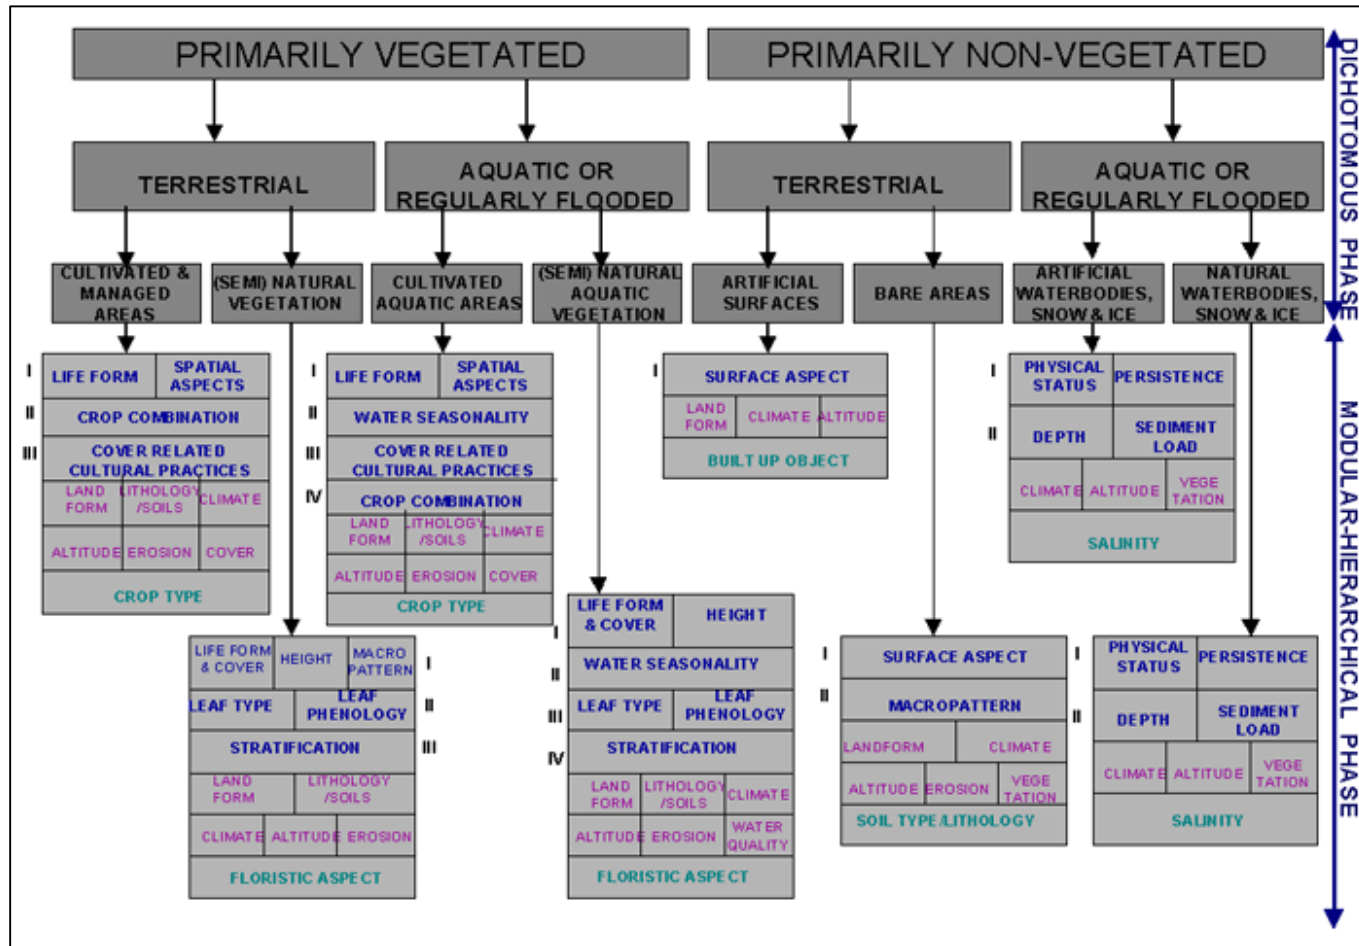 PRIMARILY VEGETATED
PRIMARILY NON-VEGETATED
DICHOTOMOUS PHASE
TERRESTRIAL
AQUATIC OR
REGULARLY FLOODED
TERRESTRIAL
AQUATIC OR
REGULARLY FLOODED
CULTIVATED &
MANAGED
AREAS
(SEMI) NATURAL
VEGETATION
CULTIVATED
AQUATIC AREAS
(SEMI) NATURAL
AQUATIC
VEGETATION
ARTIFICIAL
SURFACES
BARE AREAS
ARTIFICIAL
WATERBODIES,
SNOW & ICE
NATURAL
WATERBODIES,
SNOW & ICE
MODULAR-HIERARCHICAL PHASE
I
LIFE FORM
SPATIAL
ASPECTS
II
CROP COMBINATION
III
COVER RELATED
CULTURAL PRACTICES
LAND
FORM
LITHOLOGY
/SOILS
CLIMATE
ALTITUDE
EROSION
COVER
CROP TYPE
LIFE FORM
& COVER
HEIGHT
MACRO
PATTERN
I
LEAF TYPE
LEAF
PHENOLOGY
II
STRATIFICATION
III
LAND
FORM
LITHOLOGY
/SOILS
CLIMATE
ALTITUDE
EROSION
FLORISTIC ASPECT
I
LIFE FORM
SPATIAL
ASPECTS
II
WATER SEASONALITY
III
COVER RELATED
CULTURAL PRACTICES
IV
CROP COMBINATION
LAND
FORM
LITHOLOGY
/SOILS
CLIMATE
ALTITUDE
EROSION
COVER
CROP TYPE
I
LIFE FORM
& COVER
HEIGHT
II
WATER SEASONALITY
III
LEAF TYPE
LEAF
PHENOLOGY
IV
STRATIFICATION
LAND
FORM
LITHOLOGY
/SOILS
CLIMATE
ALTITUDE
EROSION
WATER
QUALITY
FLORISTIC ASPECT
I
SURFACE ASPECT
LAND
FORM
CLIMATE
ALTITUDE
BUILT UP OBJECT
I
SURFACE ASPECT
II
MACROPATTERN
LANDFORM
CLIMATE
ALTITUDE
EROSION
VEGE
TATION
SOIL TYPE/LITHOLOGY
I
PHYSICAL
STATUS
PERSISTENCE
II
DEPTH
SEDIMENT
LOAD
CLIMATE
ALTITUDE
VEGE
TATION
SALINITY
I
PHYSICAL
STATUS
PERSISTENCE
II
DEPTH
SEDIMENT
LOAD
CLIMATE
ALTITUDE
VEGE
TATION
SALINITY